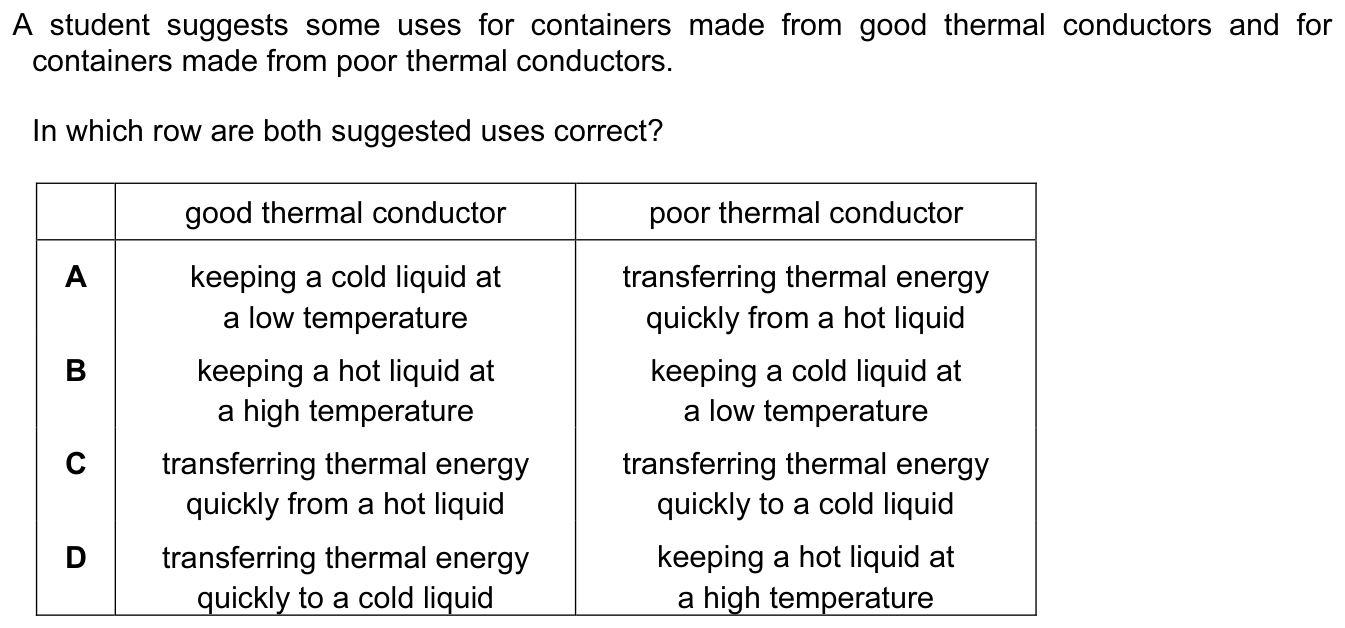 A student suggests some uses for containers made from good thermal conductors and for
containers made from poor thermal conductors.
In which row are both suggested uses correct?
good thermal conductor poor thermal conductor
A keeping a cold liquid at transferring thermal energy
a low temperature quickly from a hot liquid
B keeping a hot liquid at keeping a cold liquid at
a high temperature a low temperature
C transferring thermal energy transferring thermal energy
quickly from a hot liquid quickly to a cold liquid
D transferring thermal energy keeping a hot liquid at
quickly to a cold liquid a high temperature